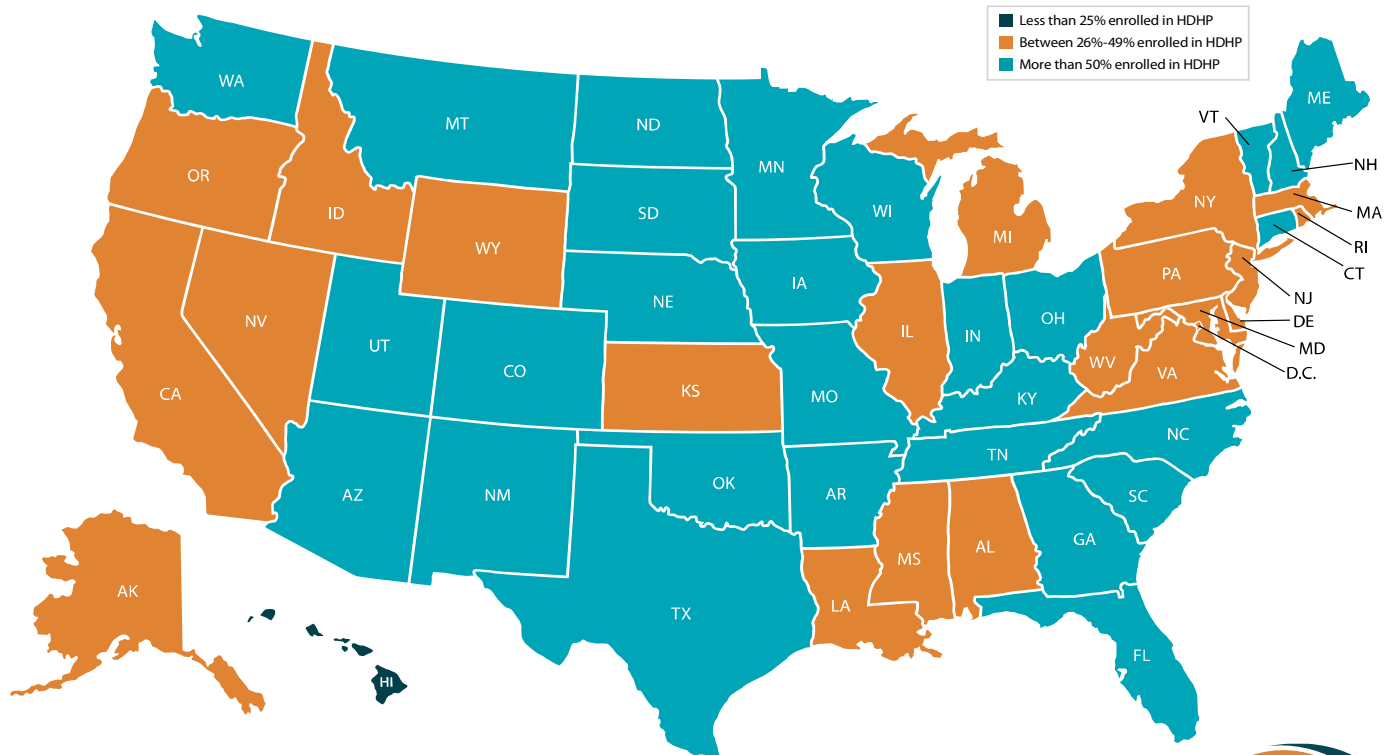 Less than 25% enrolled in HDHP
Between 26%-49% enrolled in HDHP
More than 50% enrolled in HDHP
WA
MT
ND
MN
ME
VT
NH
OR
ID
WY
SD
WI
MI
NY
MA
RI
CT
NV
UT
CO
NE
IA
IL
IN
OH
PA
NJ
DE
MD
D.C.
CA
KS
MO
KY
WV
VA
AZ
NM
OK
AR
TN
NC
SC
TX
LA
MS
AL
GA
FL
AK
HI